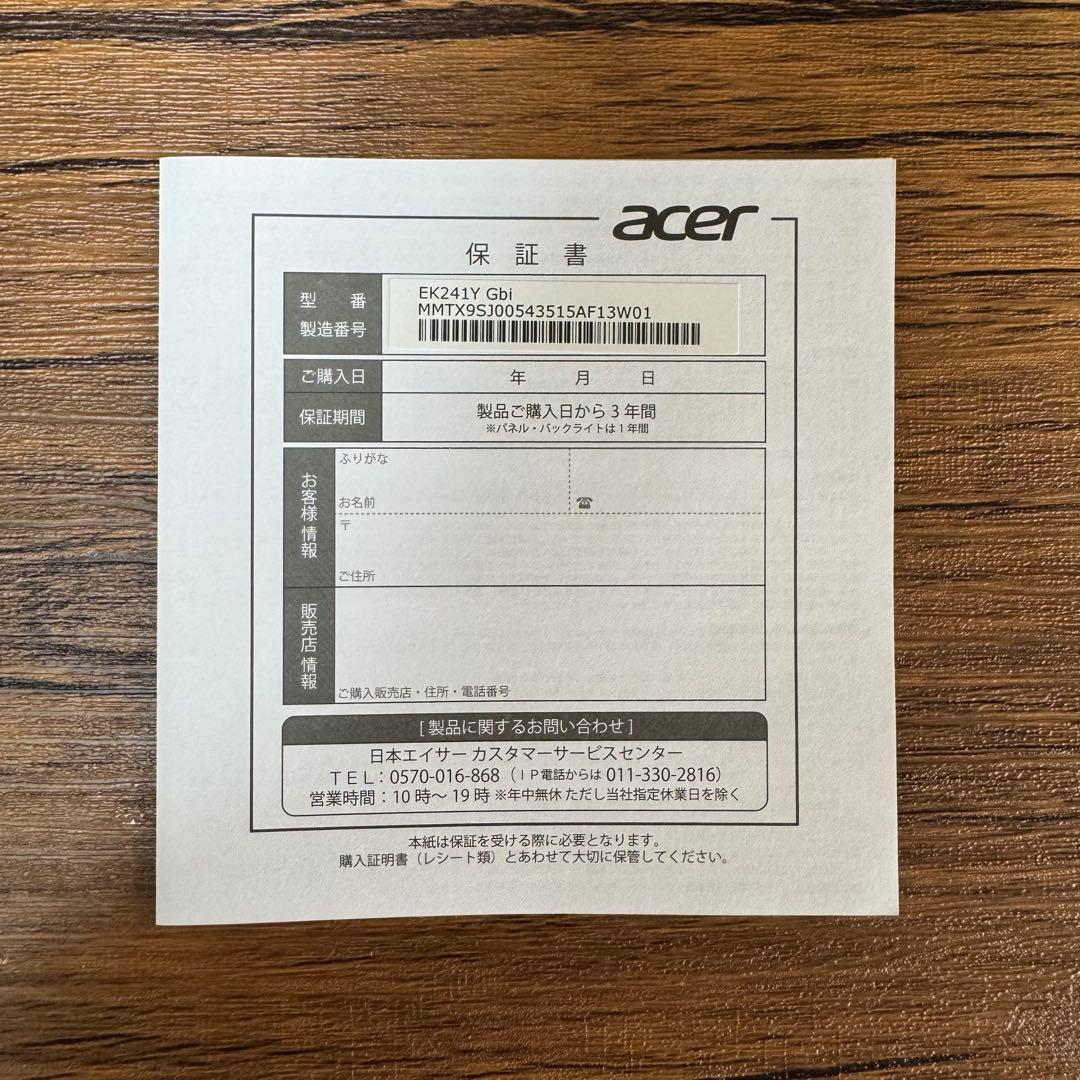 acer
保証書
型番
製造番号
EK241Y Gbi
MMTX9SJ00543515AF13W01
ご購入日
年 月 日
保証期間
製品ご購入日から 3 年間
※パネル・バックライトは 1 年間
お客様情報
ふりがな
お名前
☎
〒
ご住所
販売店情報
ご購入販売店・住所・電話番号
[ 製品に関するお問い合わせ ]
日本エイサー カスタマーサービスセンター
TEL:0570-016-868(IP電話からは 011-330-2816)
営業時間:10 時〜 19 時 ※年中無休 ただし当社指定休業日を除く
本紙は保証を受ける際に必要となります。
購入証明書(レシート類)とあわせて大切に保管してください。